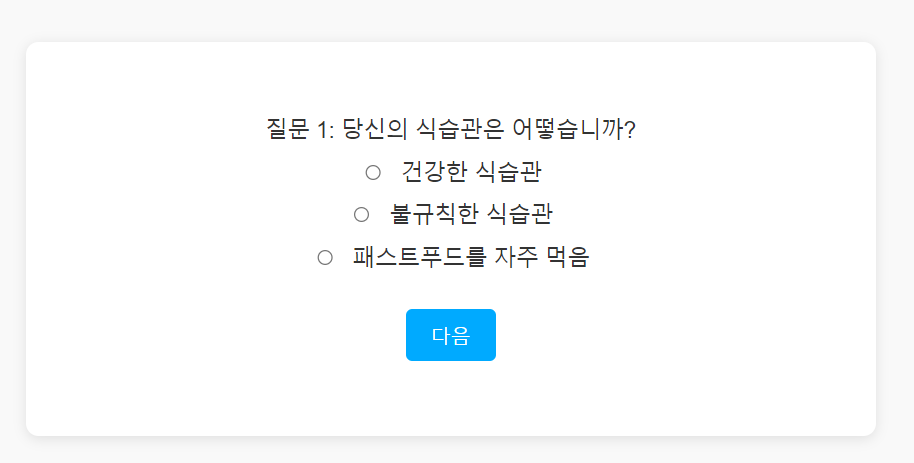 질문 1: 당신의 식습관은 어떻습니까?
건강한 식습관
불규칙한 식습관
패스트푸드를 자주 먹음
다음